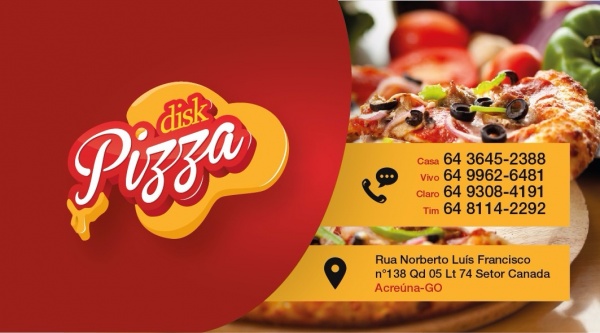 disk
Pizza
Casa 64 3645-2388
Vivo 64 9962-6481
Claro 64 9308-4191
Tim 64 8114-2292
Rua Norberto Luís Francisco
n°138 Qd 05 Lt 74 Setor Canada
Acreúna-GO